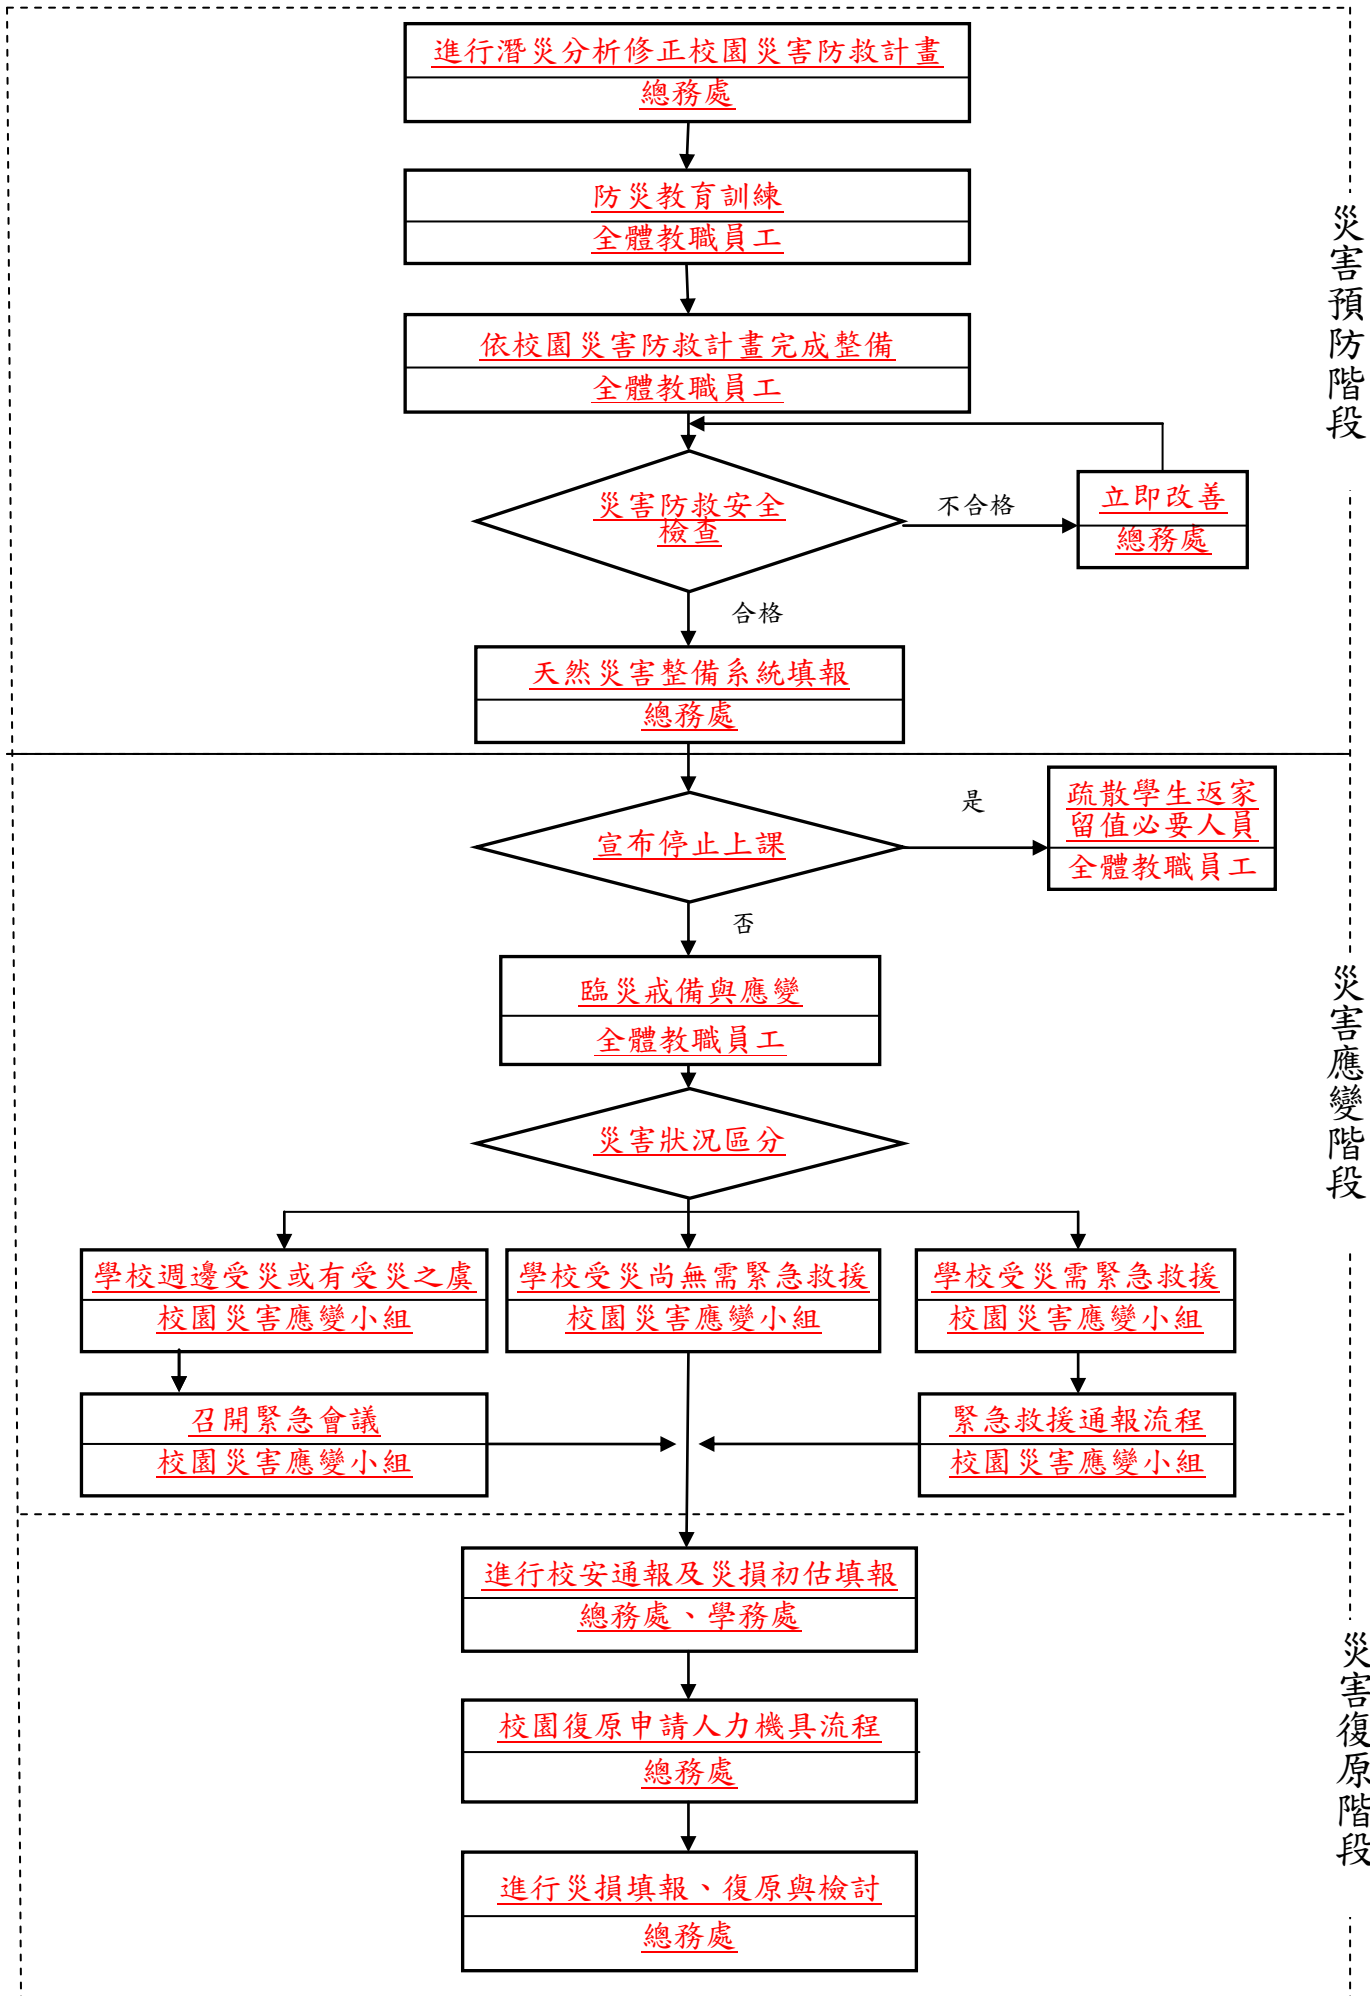 進行潛災分析修正校園災害防救計畫
總務處
防災教育訓練
全體教職員工
依校園災害防救計畫完成整備
全體教職員工
災害防救安全
檢查
不合格
立即改善
總務處
合格
天然災害整備系統填報
總務處
災害預防階段
宣布停止上課
是
疏散學生返家
留值必要人員
全體教職員工
否
臨災戒備與應變
全體教職員工
災害狀況區分
學校週邊受災或有受災之虞
校園災害應變小組
學校受災尚無需緊急救援
校園災害應變小組
學校受災需緊急救援
校園災害應變小組
召開緊急會議
校園災害應變小組
緊急救援通報流程
校園災害應變小組
災害應變階段
進行校安通報及災損初估填報
總務處、學務處
校園復原申請人力機具流程
總務處
進行災損填報、復原與檢討
總務處
災害復原階段